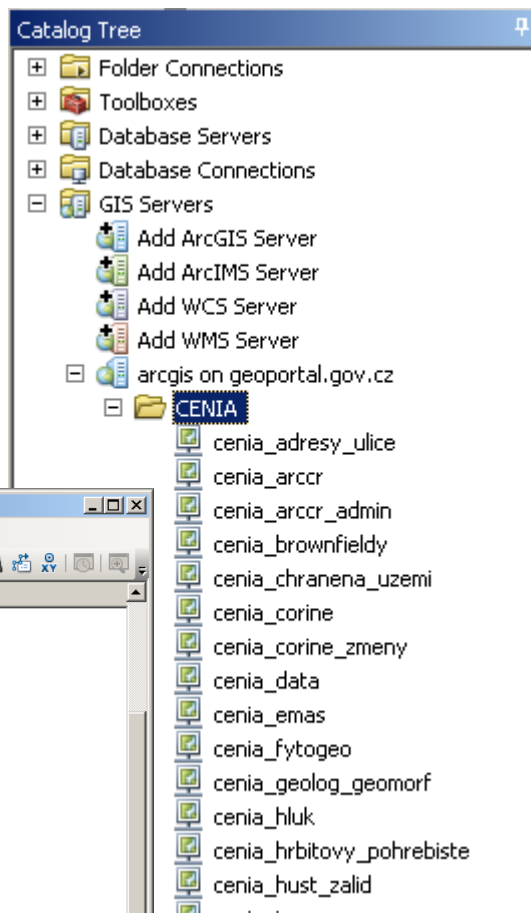 Catalog Tree
Folder Connections
Toolboxes
Database Servers
Database Connections
GIS Servers
Add ArcGIS Server
Add ArcIMS Server
Add WCS Server
Add WMS Server
arcgis on geoportal.gov.cz
CENIA
cenia_adresy_ulice
cenia_arccr
cenia_arccr_admin
cenia_brownfieldy
cenia_chranena_uzemi
cenia_corine
cenia_corine_zmeny
cenia_data
cenia_emas
cenia_fytogeo
cenia_geolog_geomorf
cenia_hluk
cenia_hrbitovy_pohrebiste
cenia_hust_zalid
XY